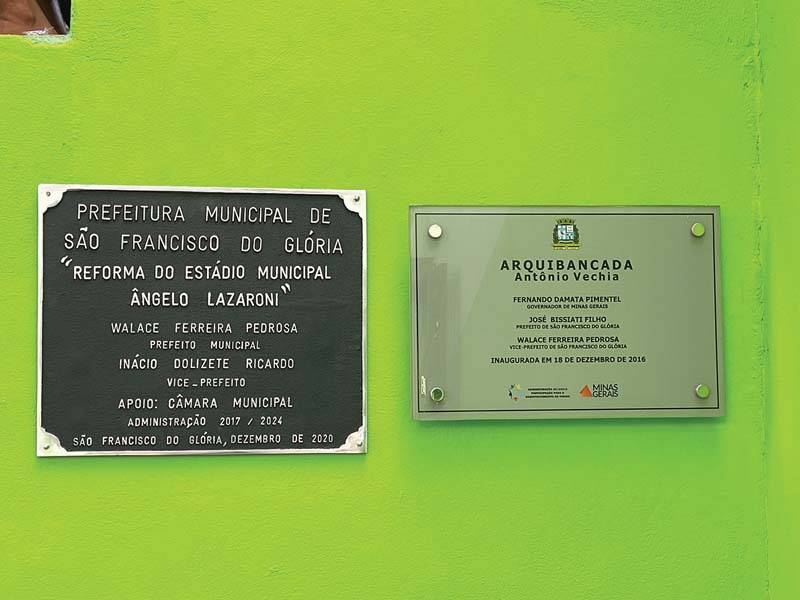 PREFEITURA MUNICIPAL DE
SÃO FRANCISCO DO GLÓRIA
"REFORMA DO ESTÁDIO MUNICIPAL
ÂNGELO LAZARONI"
WALACE FERREIRA PEDROSA
PREFEITO MUNICIPAL
INÁCIO DOLIZETE RICARDO
VICE-PREFEITO
APOIO: CÂMARA MUNICIPAL
ADMINISTRAÇÃO 2017 / 2024
SÃO FRANCISCO DO GLÓRIA, DEZEMBRO DE 2020
ARQUIBANCADA
Antônio Vechia
FERNANDO DAMATA PIMENTEL
GOVERNADOR DE MINAS GERAIS
JOSÉ BISSIATI FILHO
PREFEITO DE SÃO FRANCISCO DO GLÓRIA
WALACE FERREIRA PEDROSA
VICE-PREFEITO DE SÃO FRANCISCO DO GLÓRIA
INAUGURADA EM 18 DE DEZEMBRO DE 2016
MINAS
GERAIS